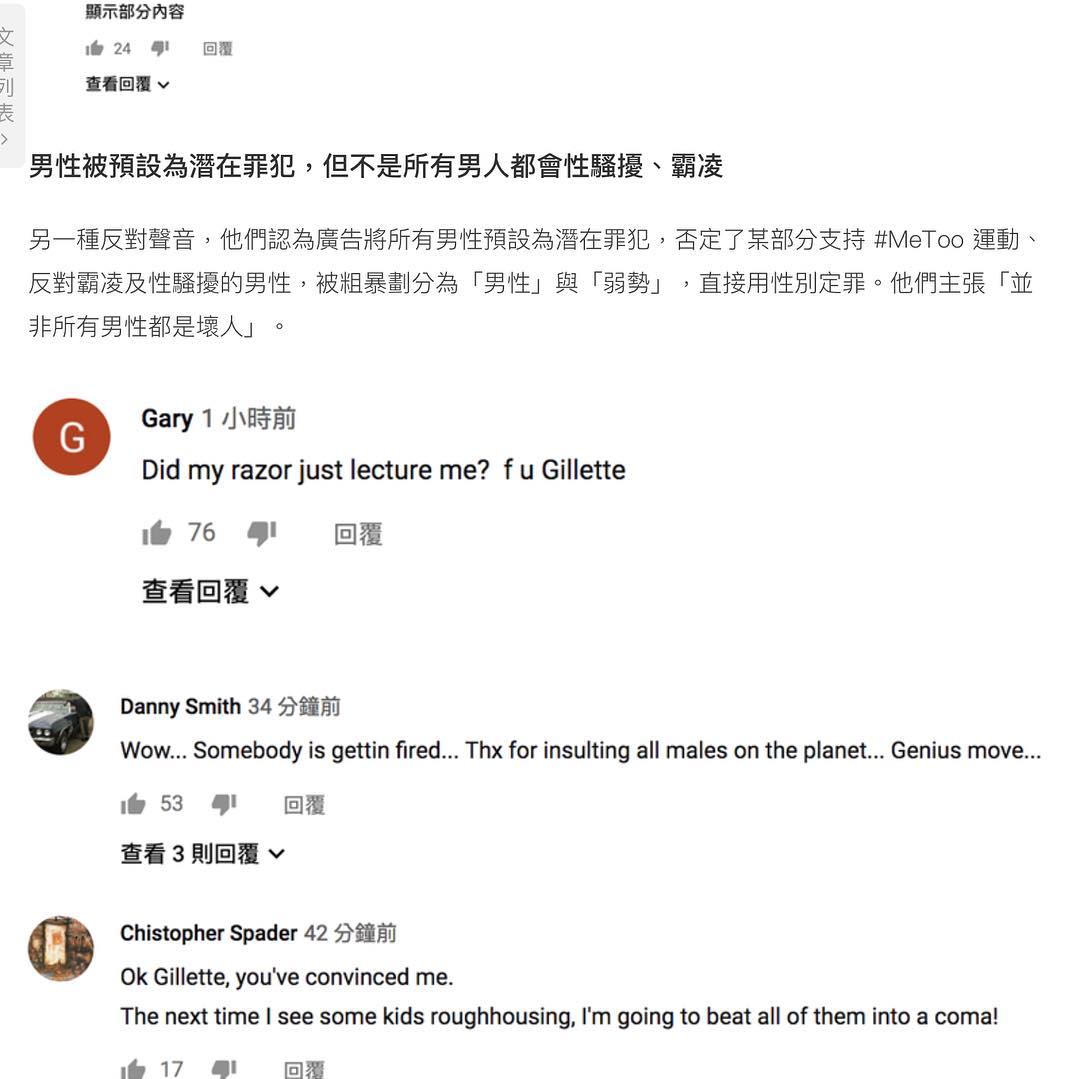 顯示部分內容
24 回覆
查看回覆
文章列表
男性被預設為潛在罪犯，但不是所有男人都會性騷擾、霸凌
另一種反對聲音，他們認為廣告將所有男性預設為潛在罪犯，否定了某部分支持 #MeToo 運動、
反對霸凌及性騷擾的男性，被粗暴劃分為「男性」與「弱勢」，直接用性別定罪。他們主張「並
非所有男性都是壞人」。
G
Gary 1 小時前
Did my razor just lecture me? f u Gillette
76 回覆
查看回覆
Danny Smith 34 分鐘前
Wow... Somebody is gettin fired... Thx for insulting all males on the planet... Genius move...
53 回覆
查看 3 則回覆
Chistopher Spader 42 分鐘前
Ok Gillette, you've convinced me.
The next time I see some kids roughhousing, I'm going to beat all of them into a coma!
17 回覆